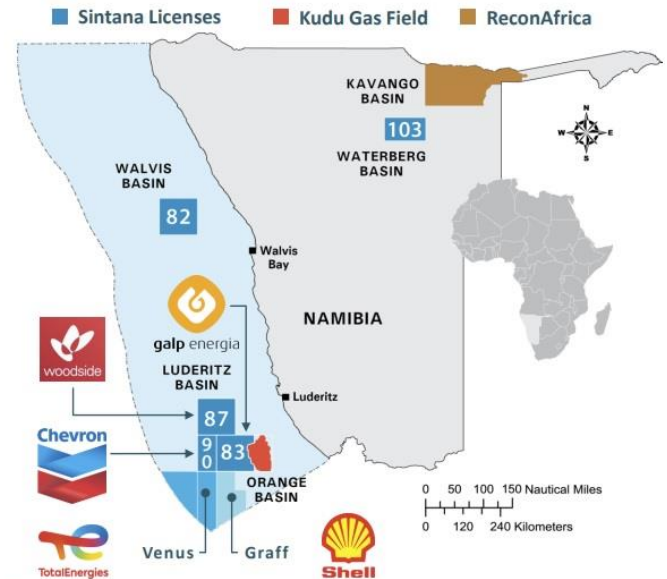 Sintana Licenses
Kudu Gas Field
ReconAfrica
KAVANGO
BASIN
103
WATERBERG
BASIN
N
W
E
S
WALVIS
BASIN
82
Walvis
Bay
galp energia
NAMIBIA
woodside
LUDERITZ
BASIN
Luderitz
87
Chevron
90
83
ORANGE
BASIN
0 50 100 150 Nautical Miles
0 120 240 Kilometers
TotalEnergies
Venus
Graff
Shell